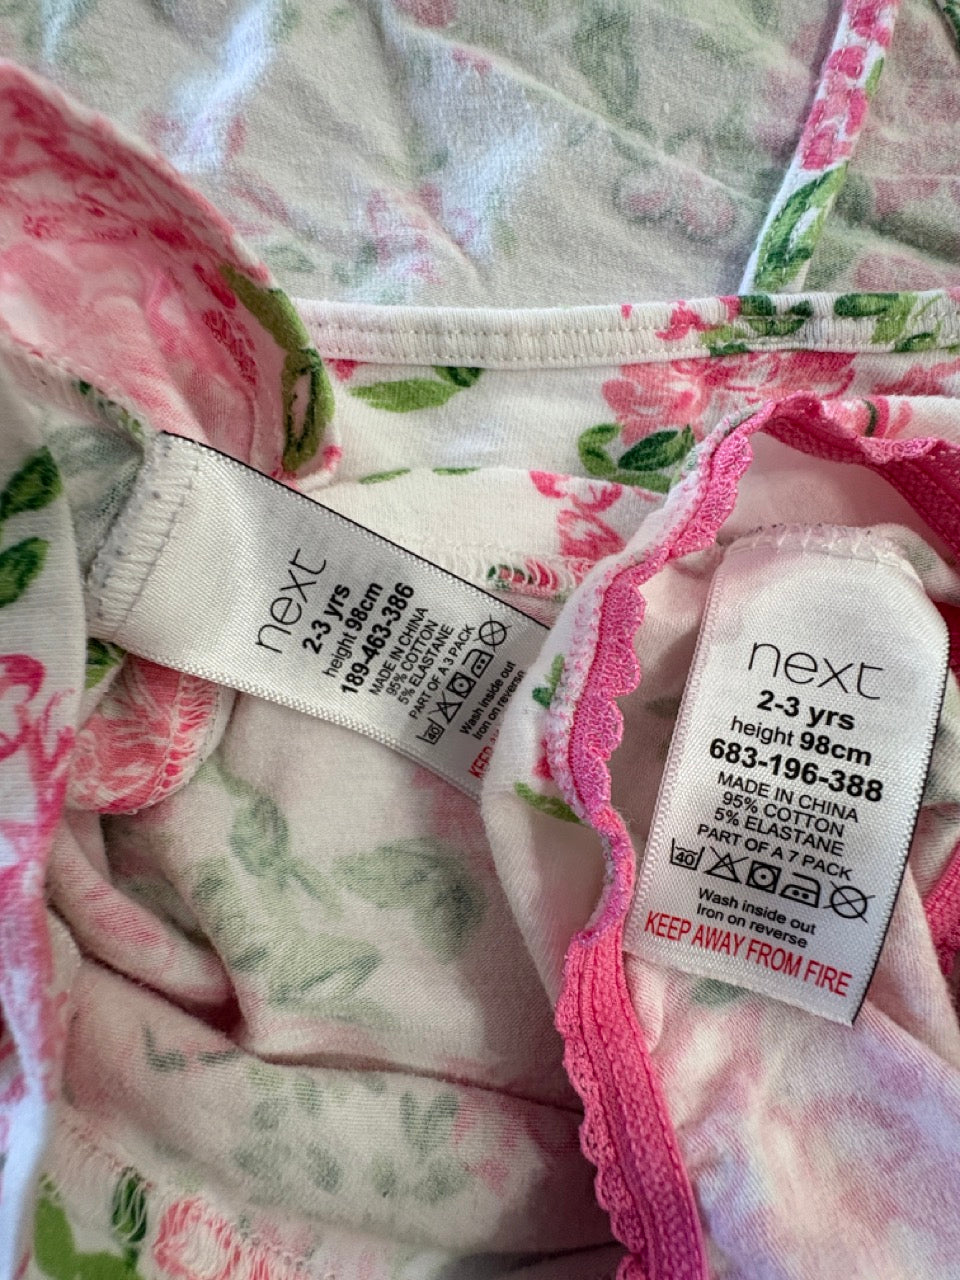 next
2-3 yrs
height 98cm
189-463-386
MADE IN CHINA
95% COTTON
5% ELASTANE
PART OF A 3 PACK
40
Wash inside out
Iron on reverse
KEEP
next
2-3 yrs
height 98cm
683-196-388
MADE IN CHINA
95% COTTON
5% ELASTANE
PART OF A 7 PACK
40
Wash inside out
Iron on reverse
KEEP AWAY FROM FIRE